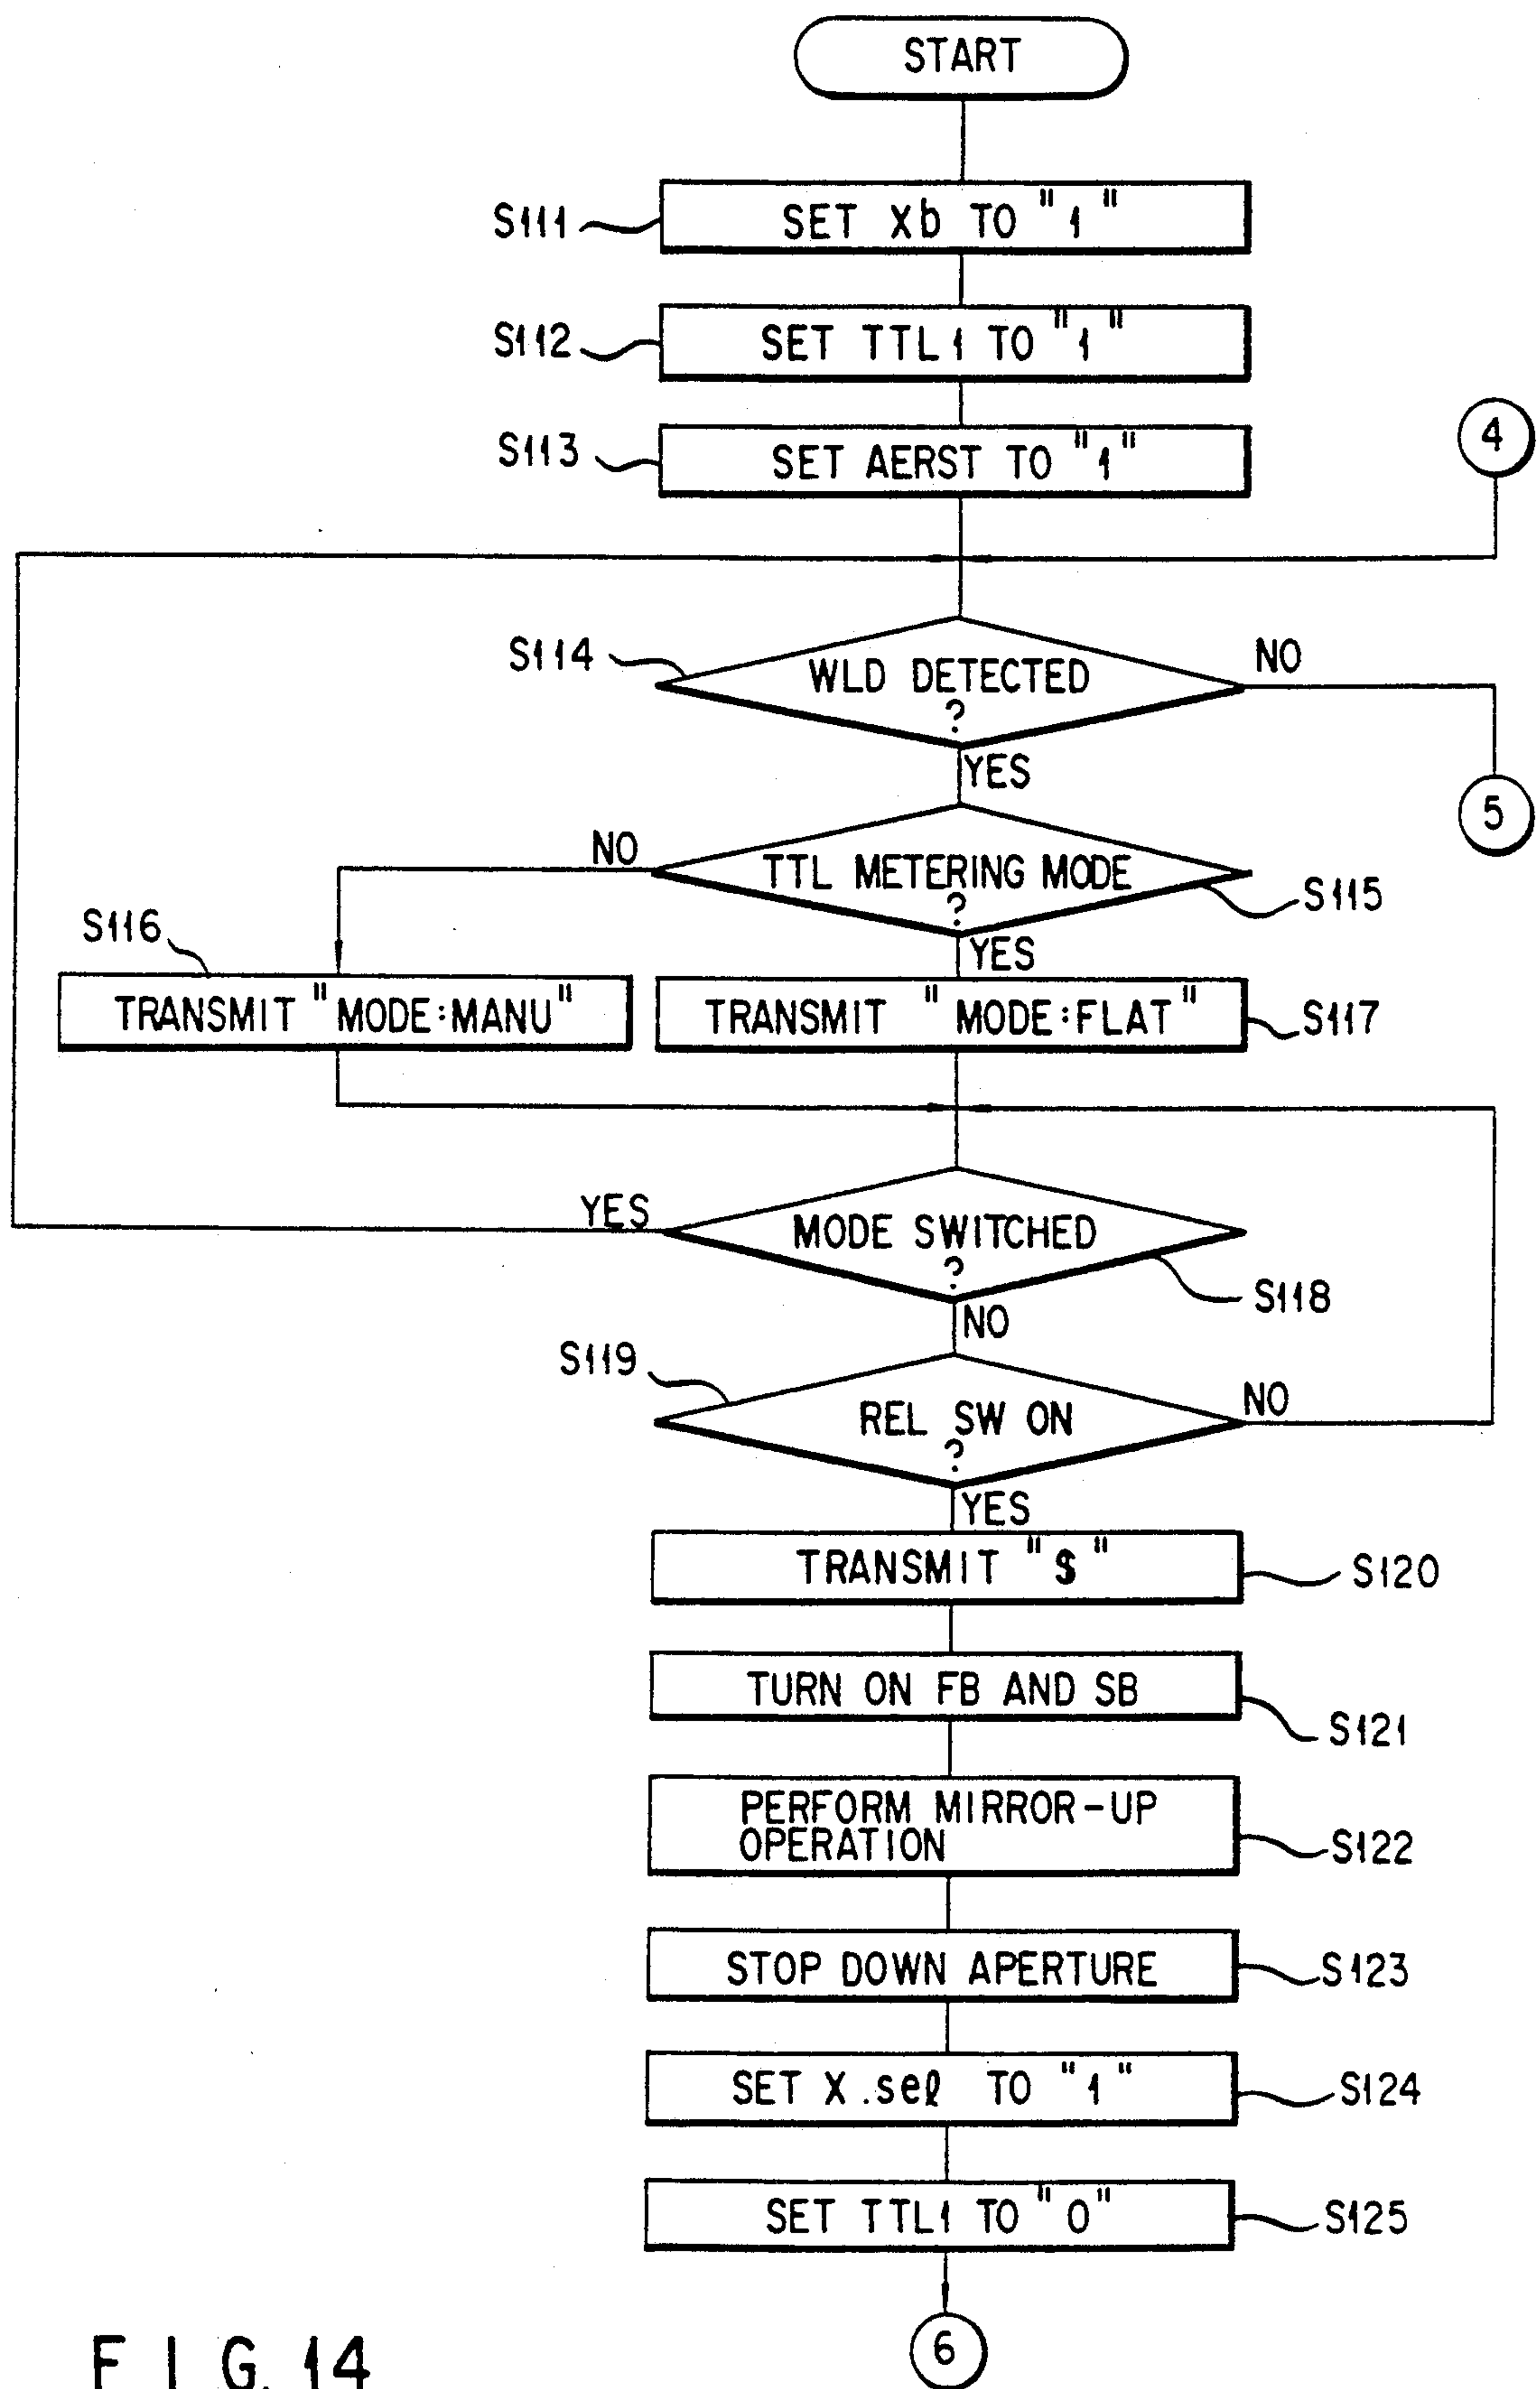 START
S111
SET Xb TO "1"
S112
SET TTL1 TO "1"
S113
SET AERST TO "1"
4
S114
WLD DETECTED
?
NO
YES
5
NO
TTL METERING MODE
?
S115
YES
S116
TRANSMIT "MODE:MANU"
TRANSMIT "MODE:FLAT"
S117
YES
MODE SWITCHED
?
S118
NO
S119
REL SW ON
?
NO
YES
TRANSMIT "$"
S120
TURN ON FB AND SB
S121
PERFORM MIRROR-UP
OPERATION
S122
STOP DOWN APERTURE
S123
SET X.sel TO "1"
S124
SET TTL1 TO "0"
S125
6
FIG. 14